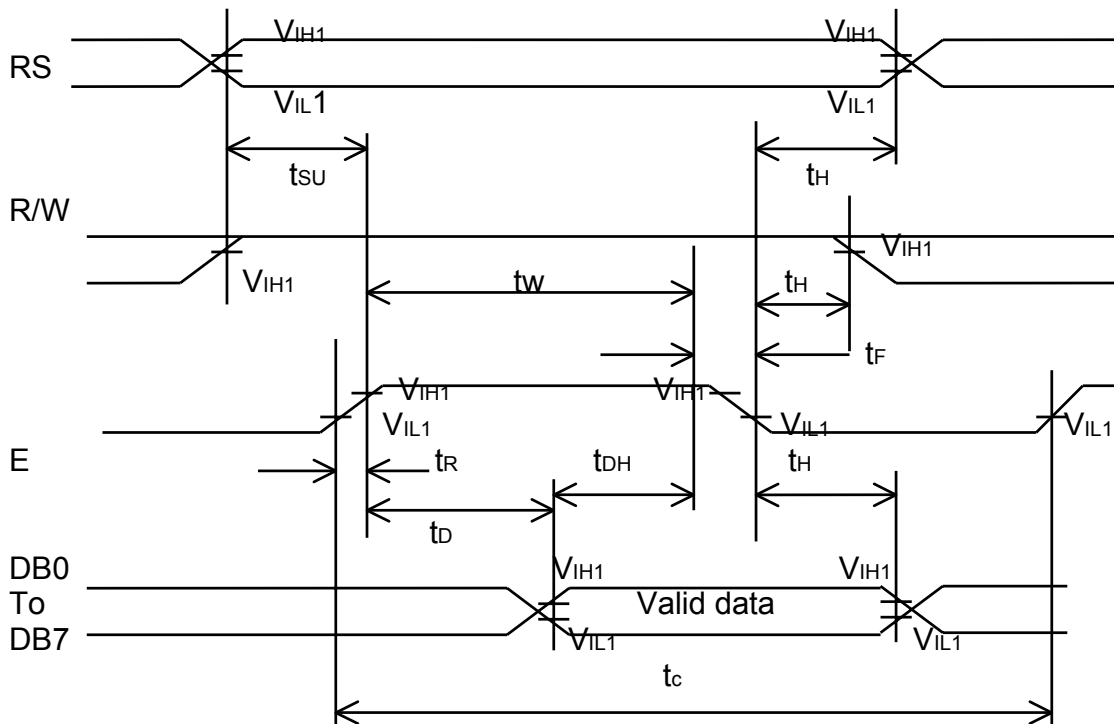 VIH1 VIH1
RS
VIL1 VIL1
tSU tH
R/W
VIH1
VIH1 tw tH
tF
VIH1 VIH1
VIL1 VIL1 VIL1
E tR tDH tH
tD
DB0 VIH1 VIH1
To Valid data
DB7 VIL1 VIL1
tc